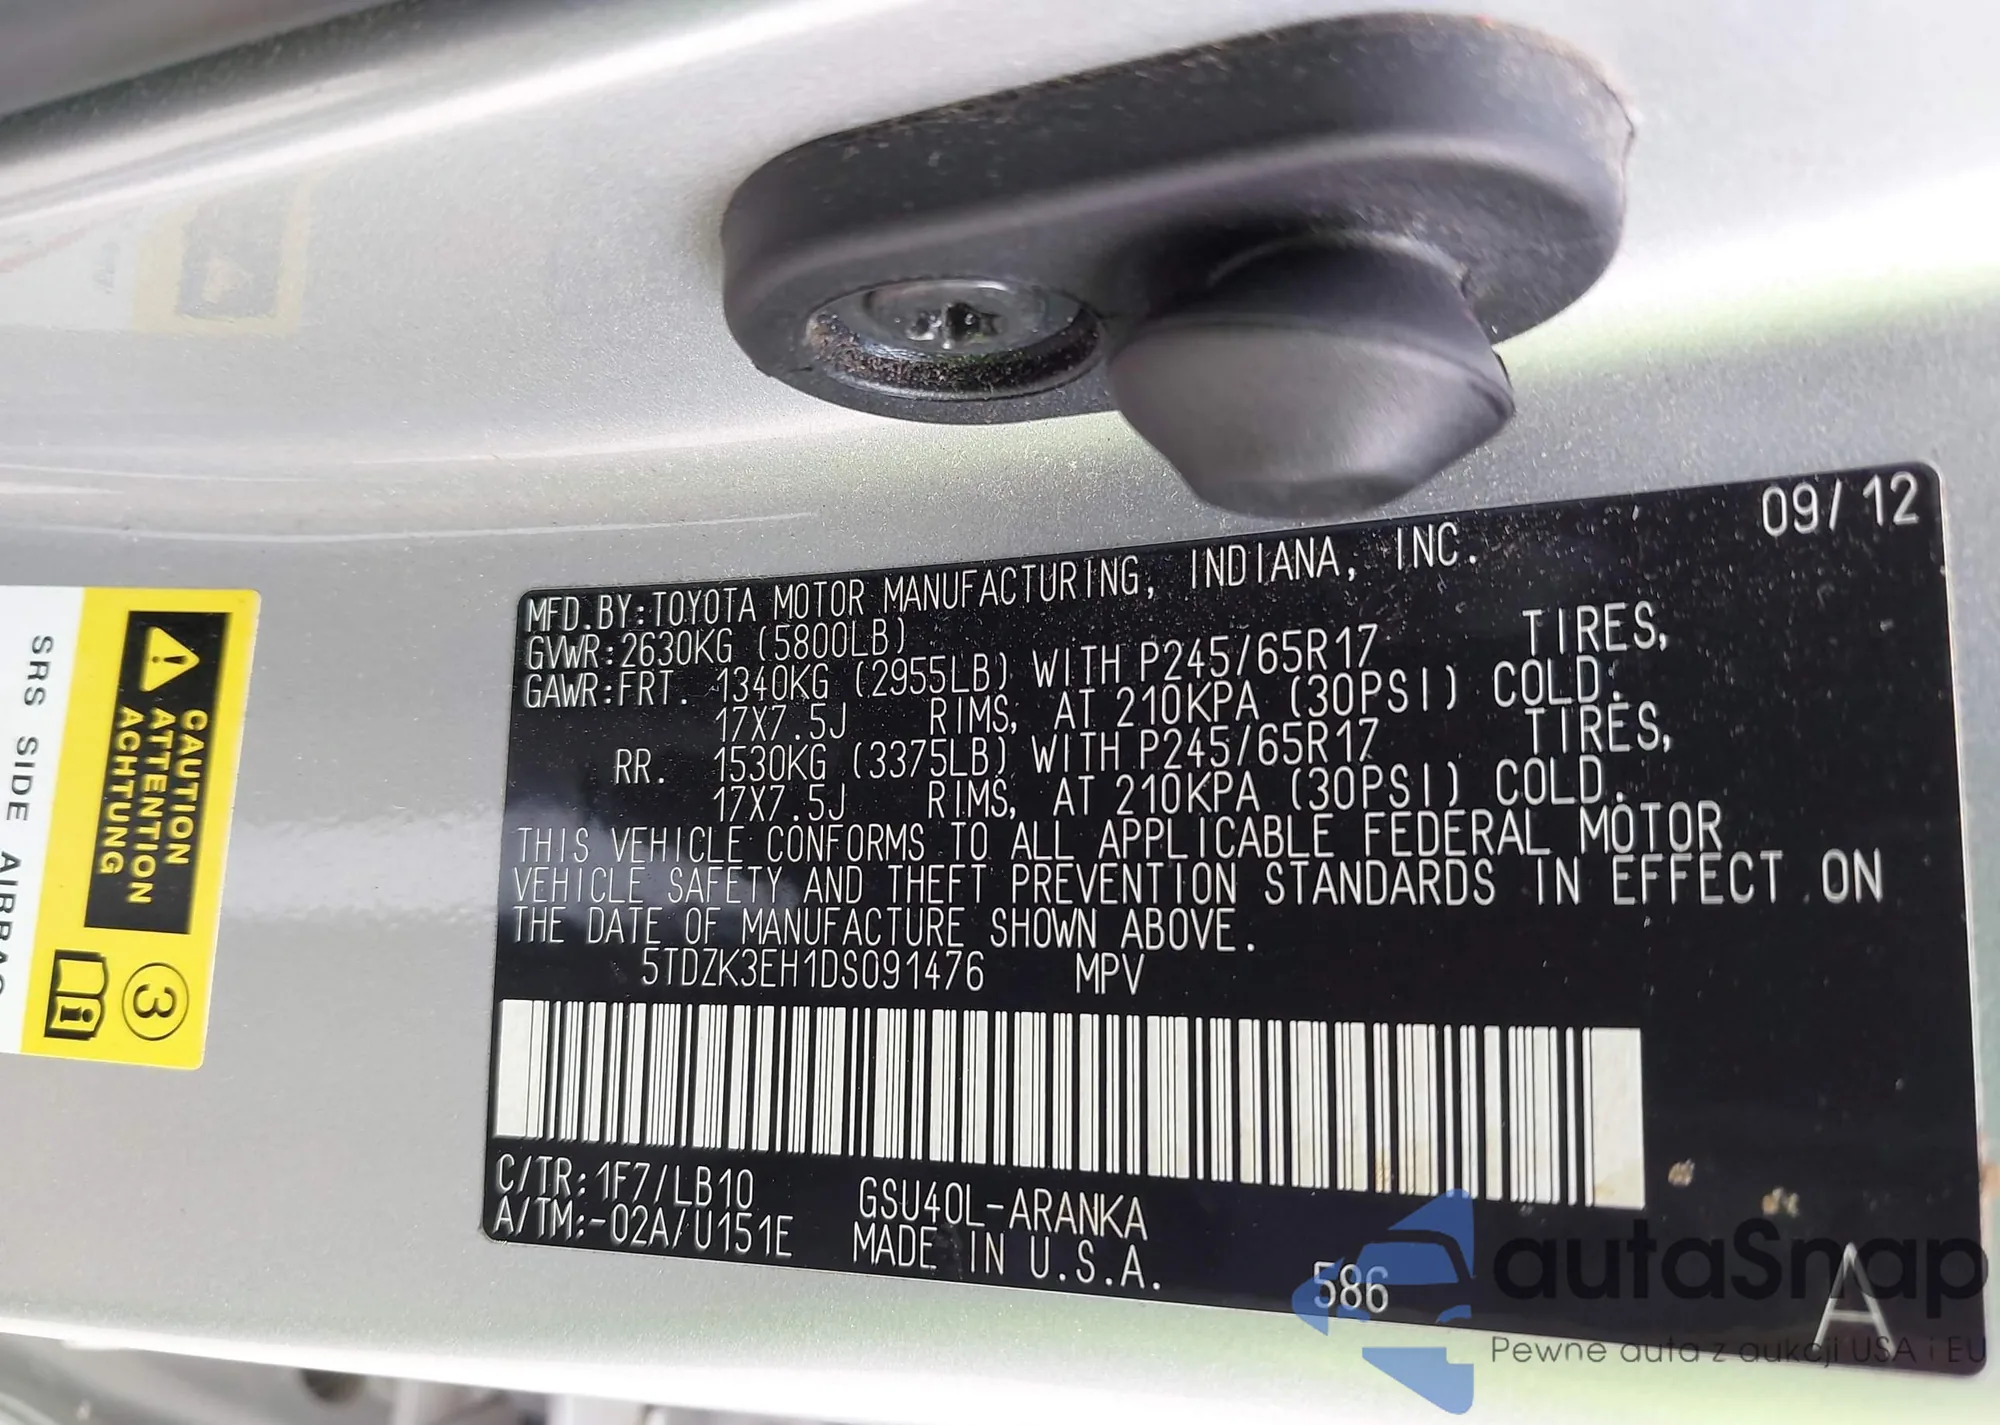 09/12
MFD.BY:TOYOTA MOTOR MANUFACTURING, INDIANA, INC.
GVWR:2630KG (5800LB)
GAWR:FRT. 1340KG (2955LB) WITH P245/65R17 TIRES,
17X7.5J RIMS, AT 210KPA (30PSI) COLD.
RR. 1530KG (3375LB) WITH P245/65R17 TIRES,
17X7.5J RIMS, AT 210KPA (30PSI) COLD.
THIS VEHICLE CONFORMS TO ALL APPLICABLE FEDERAL MOTOR
VEHICLE SAFETY AND THEFT PREVENTION STANDARDS IN EFFECT ON
THE DATE OF MANUFACTURE SHOWN ABOVE.
5TDZK3EH1DS091476 MPV
C/TR:1F7/LB10 GSU40L-ARANKA
A/TM:-02A/U151E MADE IN U.S.A.
586
A
CAUTION
ATTENTION
ACHTUNG
3
SRS SIDE AIRBAG
autaSnap
Pewne auta z aukcji USA i EU